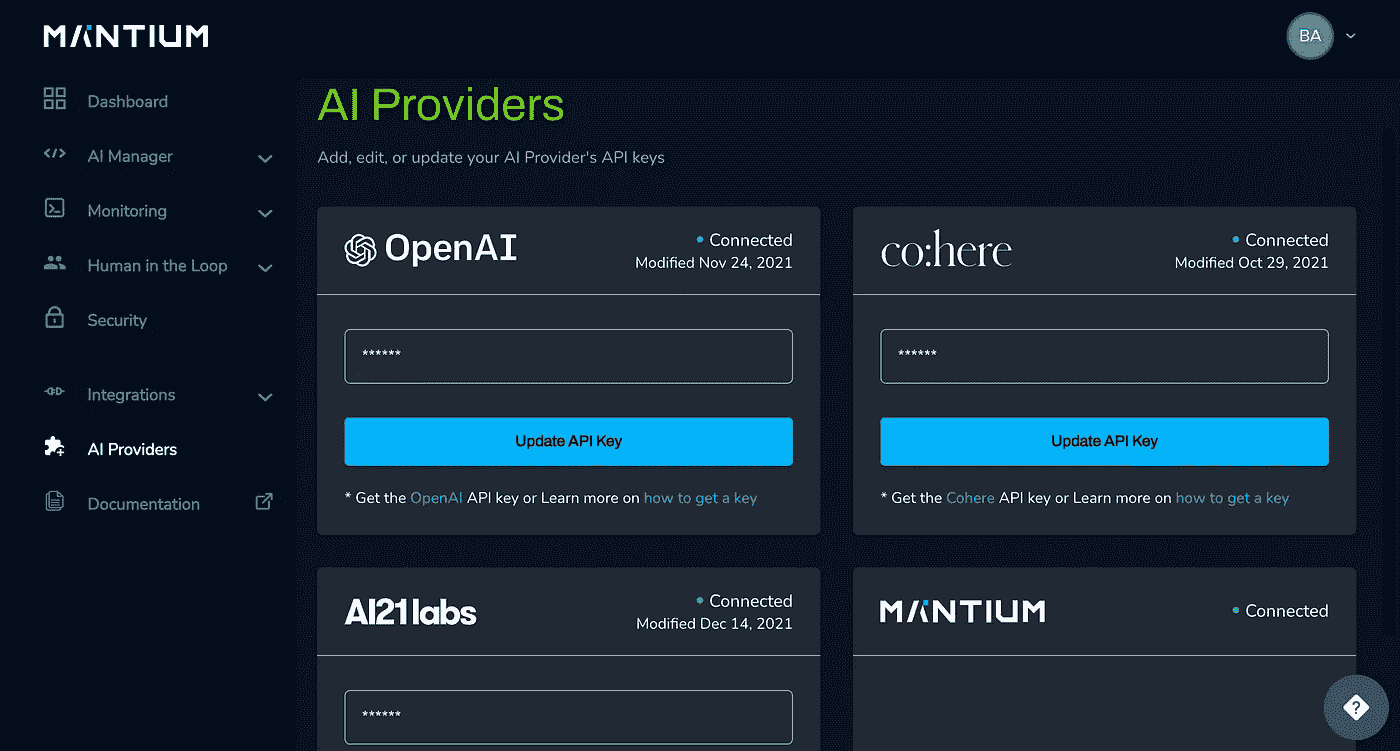 MANTIUM
BA
Dashboard
AI Manager
Monitoring
Human in the Loop
Security
Integrations
AI Providers
Documentation
AI Providers
Add, edit, or update your AI Provider's API keys
OpenAI
Connected
Modified Nov 24, 2021
******
Update API Key
* Get the OpenAI API key or Learn more on how to get a key
co:here
Connected
Modified Oct 29, 2021
******
Update API Key
* Get the Cohere API key or Learn more on how to get a key
AI21labs
Connected
Modified Dec 14, 2021
******
MANTIUM
Connected
?